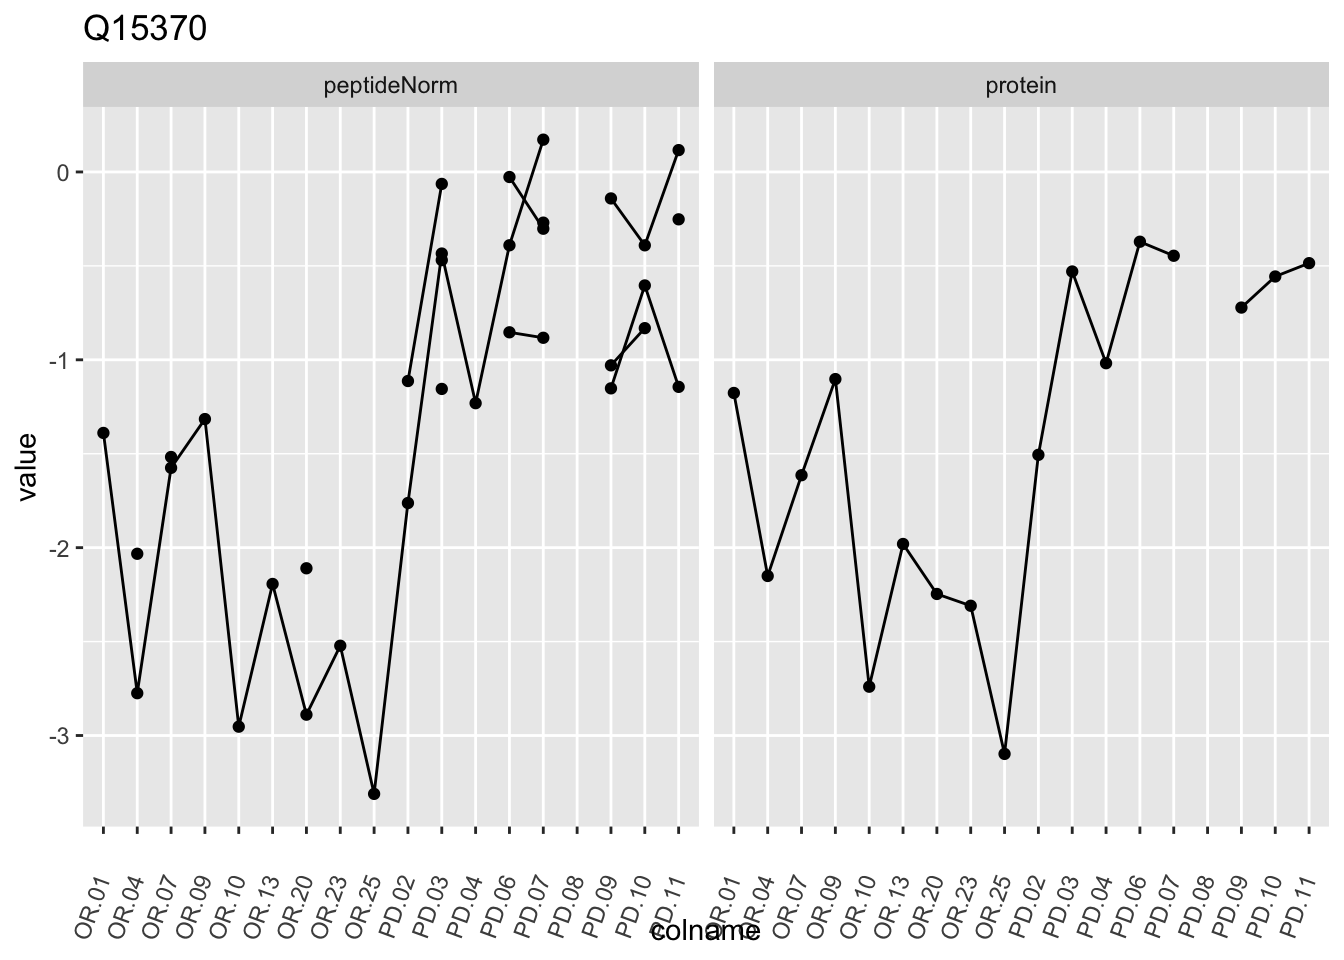 Q15370
peptideNorm protein
0
-1
-2
-3
value
OR.01 OR.04 OR.07 OR.09 OR.10 OR.13 OR.20 OR.23 OR.25 PD.02 PD.03 PD.04 PD.06 PD.07 PD.08 PD.09 PD.10 PD.11 OR.01 OR.04 OR.07 OR.09 OR.10 OR.13 OR.20 OR.23 OR.25 PD.02 PD.03 PD.04 PD.06 PD.07 PD.08 PD.09 PD.10 PD.11
colname